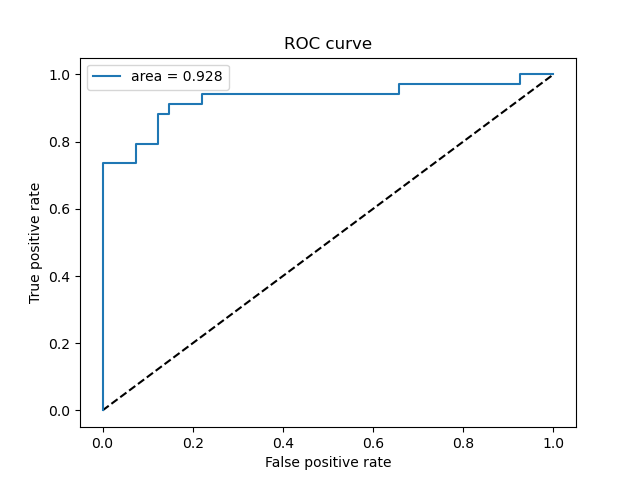 ROC curve
area = 0.928
1.0
0.8
0.6
0.4
0.2
0.0
True positive rate
0.0 0.2 0.4 0.6 0.8 1.0
False positive rate